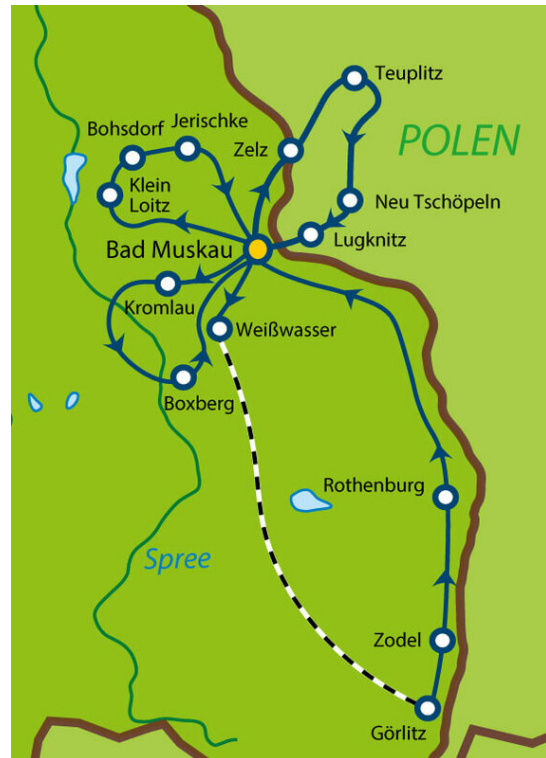 Teuplitz
Jerischke
Bohsdorf
Zelz
POLEN
Klein
Loitz
Neu Tschöpeln
Lugknitz
Bad Muskau
Kromlau
Weißwasser
Boxberg
Rothenburg
Spree
Zodel
Görlitz